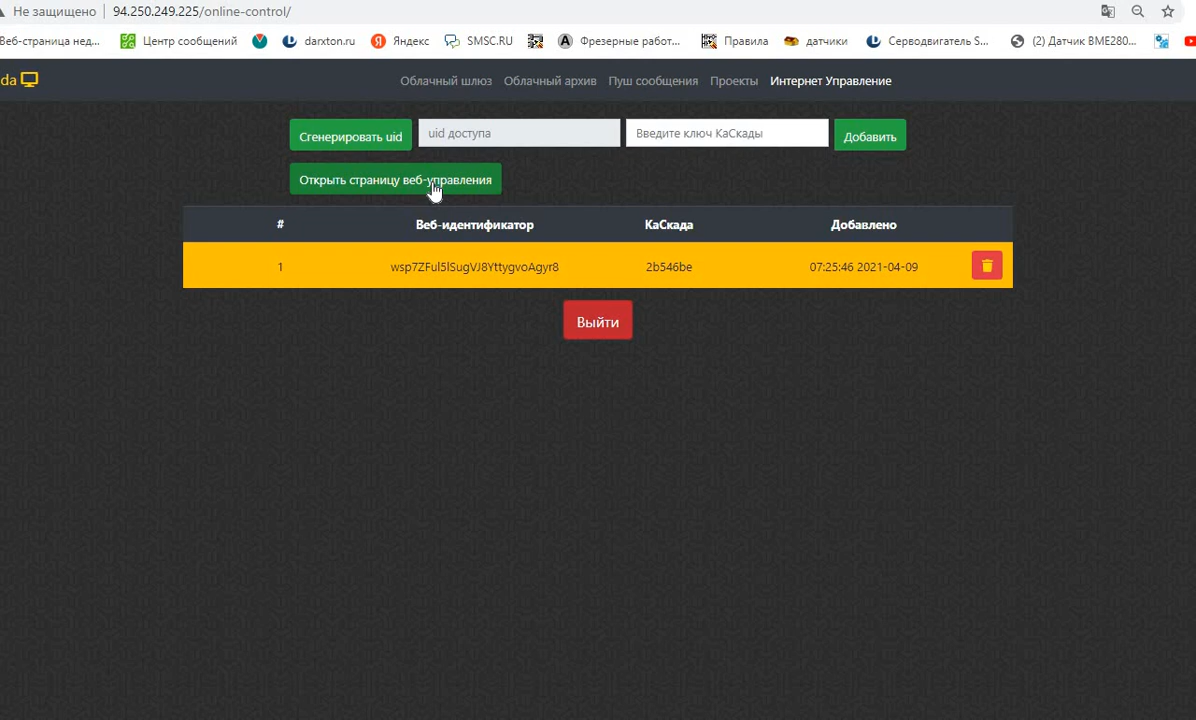 Не защищено 94.250.249.225/online-control/
Веб-страница нед... Центр сообщений darxton.ru Яндекс SMSC.RU Фрезерные работ... Правила датчики Серводвигатель S... (2) Датчик BME280...
da Облачный шлюз Облачный архив Пуш сообщения Проекты Интернет Управление
Сгенерировать uid uid доступа Введите ключ КаСкады Добавить
Открыть страницу веб-управления
# Веб-идентификатор КаСкада Добавлено
1 wsp7ZFul5lSugVJ8YttygvoAgyr8 2b546be 07:25:46 2021-04-09
Выйти